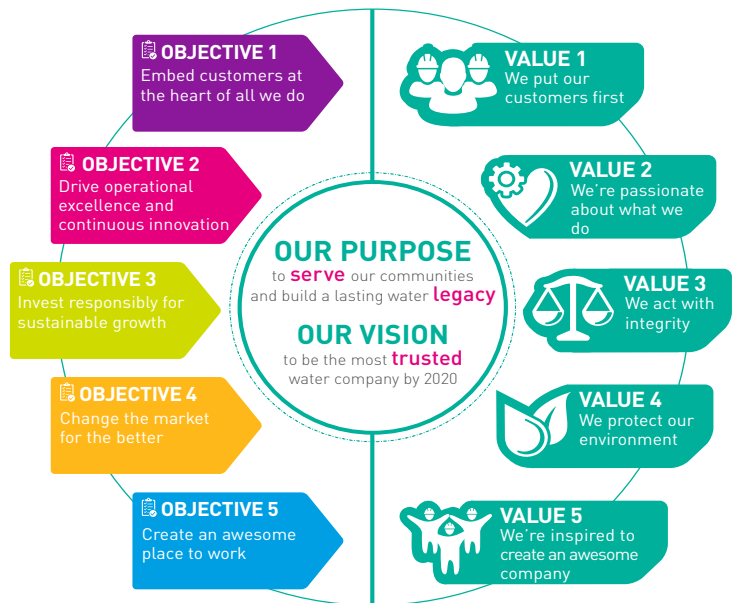 OBJECTIVE 1
Embed customers at
the heart of all we do
OBJECTIVE 2
Drive operational
excellence and
continuous innovation
OBJECTIVE 3
Invest responsibly for
sustainable growth
OBJECTIVE 4
Change the market
for the better
OBJECTIVE 5
Create an awesome
place to work
OUR PURPOSE
to serve our communities
and build a lasting water legacy
OUR VISION
to be the most trusted
water company by 2020
VALUE 1
We put our
customers first
VALUE 2
We're passionate
about what we
do
VALUE 3
We act with
integrity
VALUE 4
We protect our
environment
VALUE 5
We're inspired to
create an awesome
company